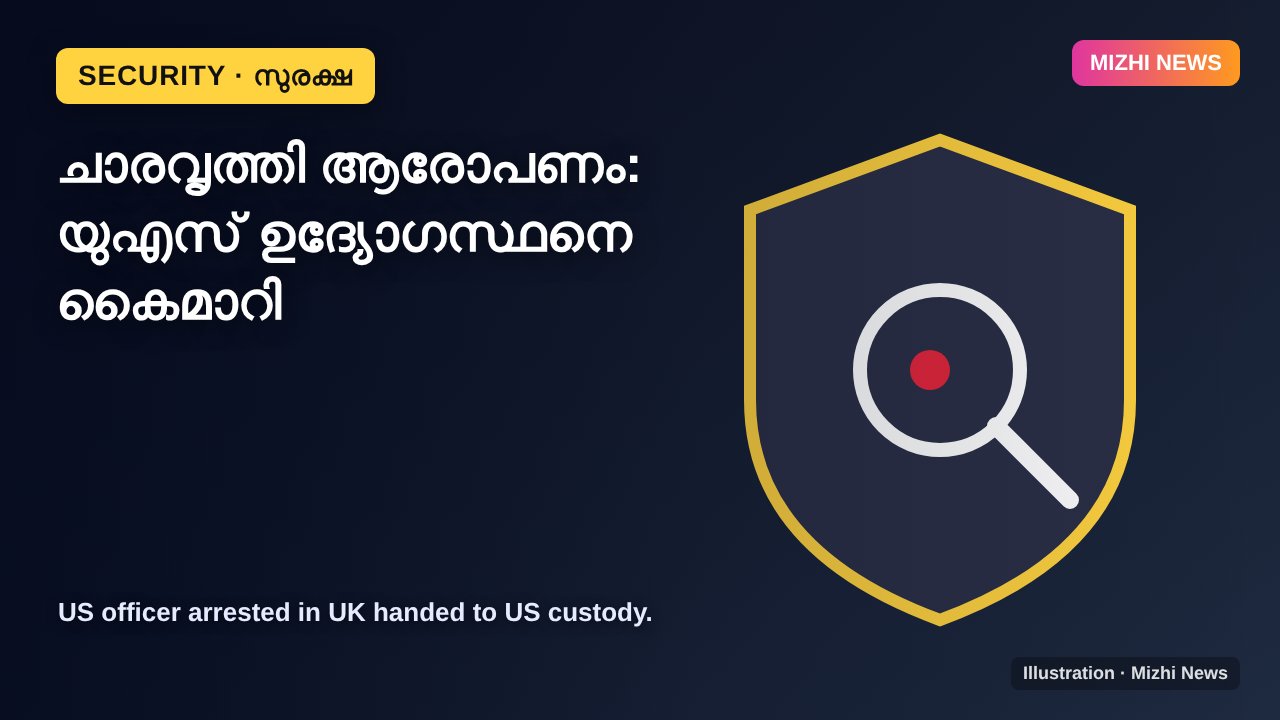 SECURITY · സുരക്ഷ
MIZHI NEWS
ചാരവൃത്തി ആരോപണം:
യുഎസ് ഉദ്യോഗസ്ഥനെ
കൈമാറി
US officer arrested in UK handed to US custody.
Illustration · Mizhi News